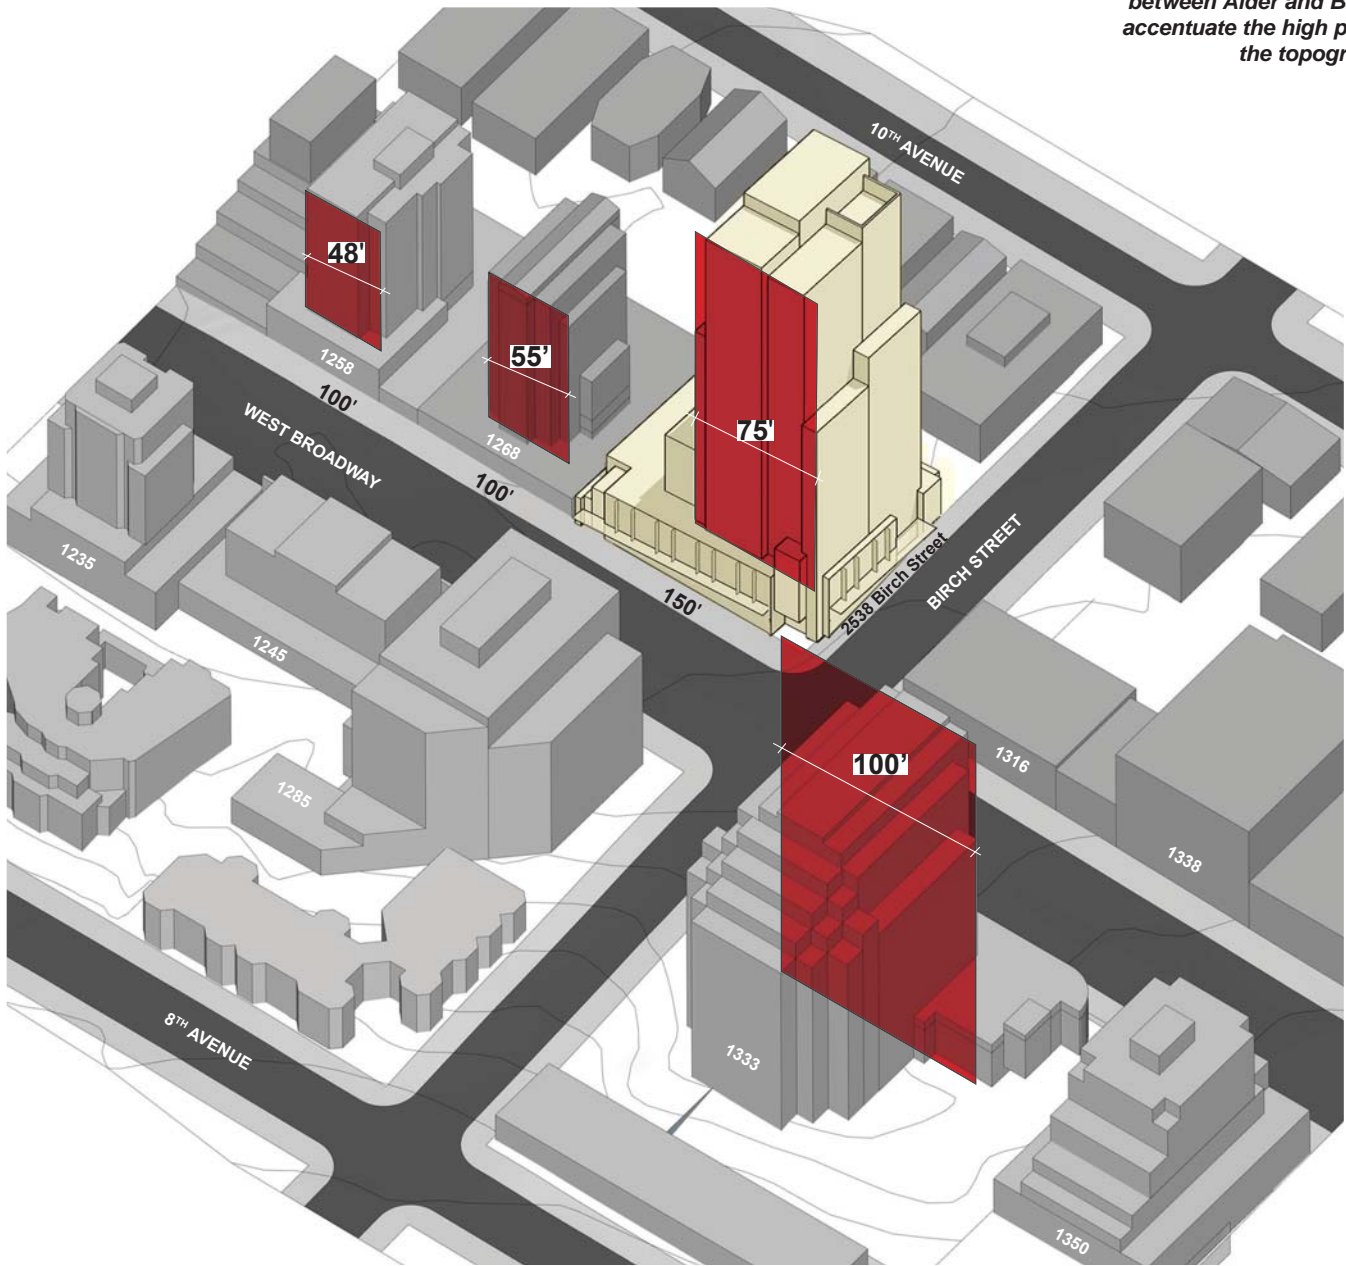 between Alder and B
accentuate the high p
the topogr
10TH AVENUE
48'
55'
75'
1258
100'
WEST BROADWAY
1268
100'
1235
1245
150'
2538 Birch Street
BIRCH STREET
100'
1316
1285
1338
8TH AVENUE
1333
1350